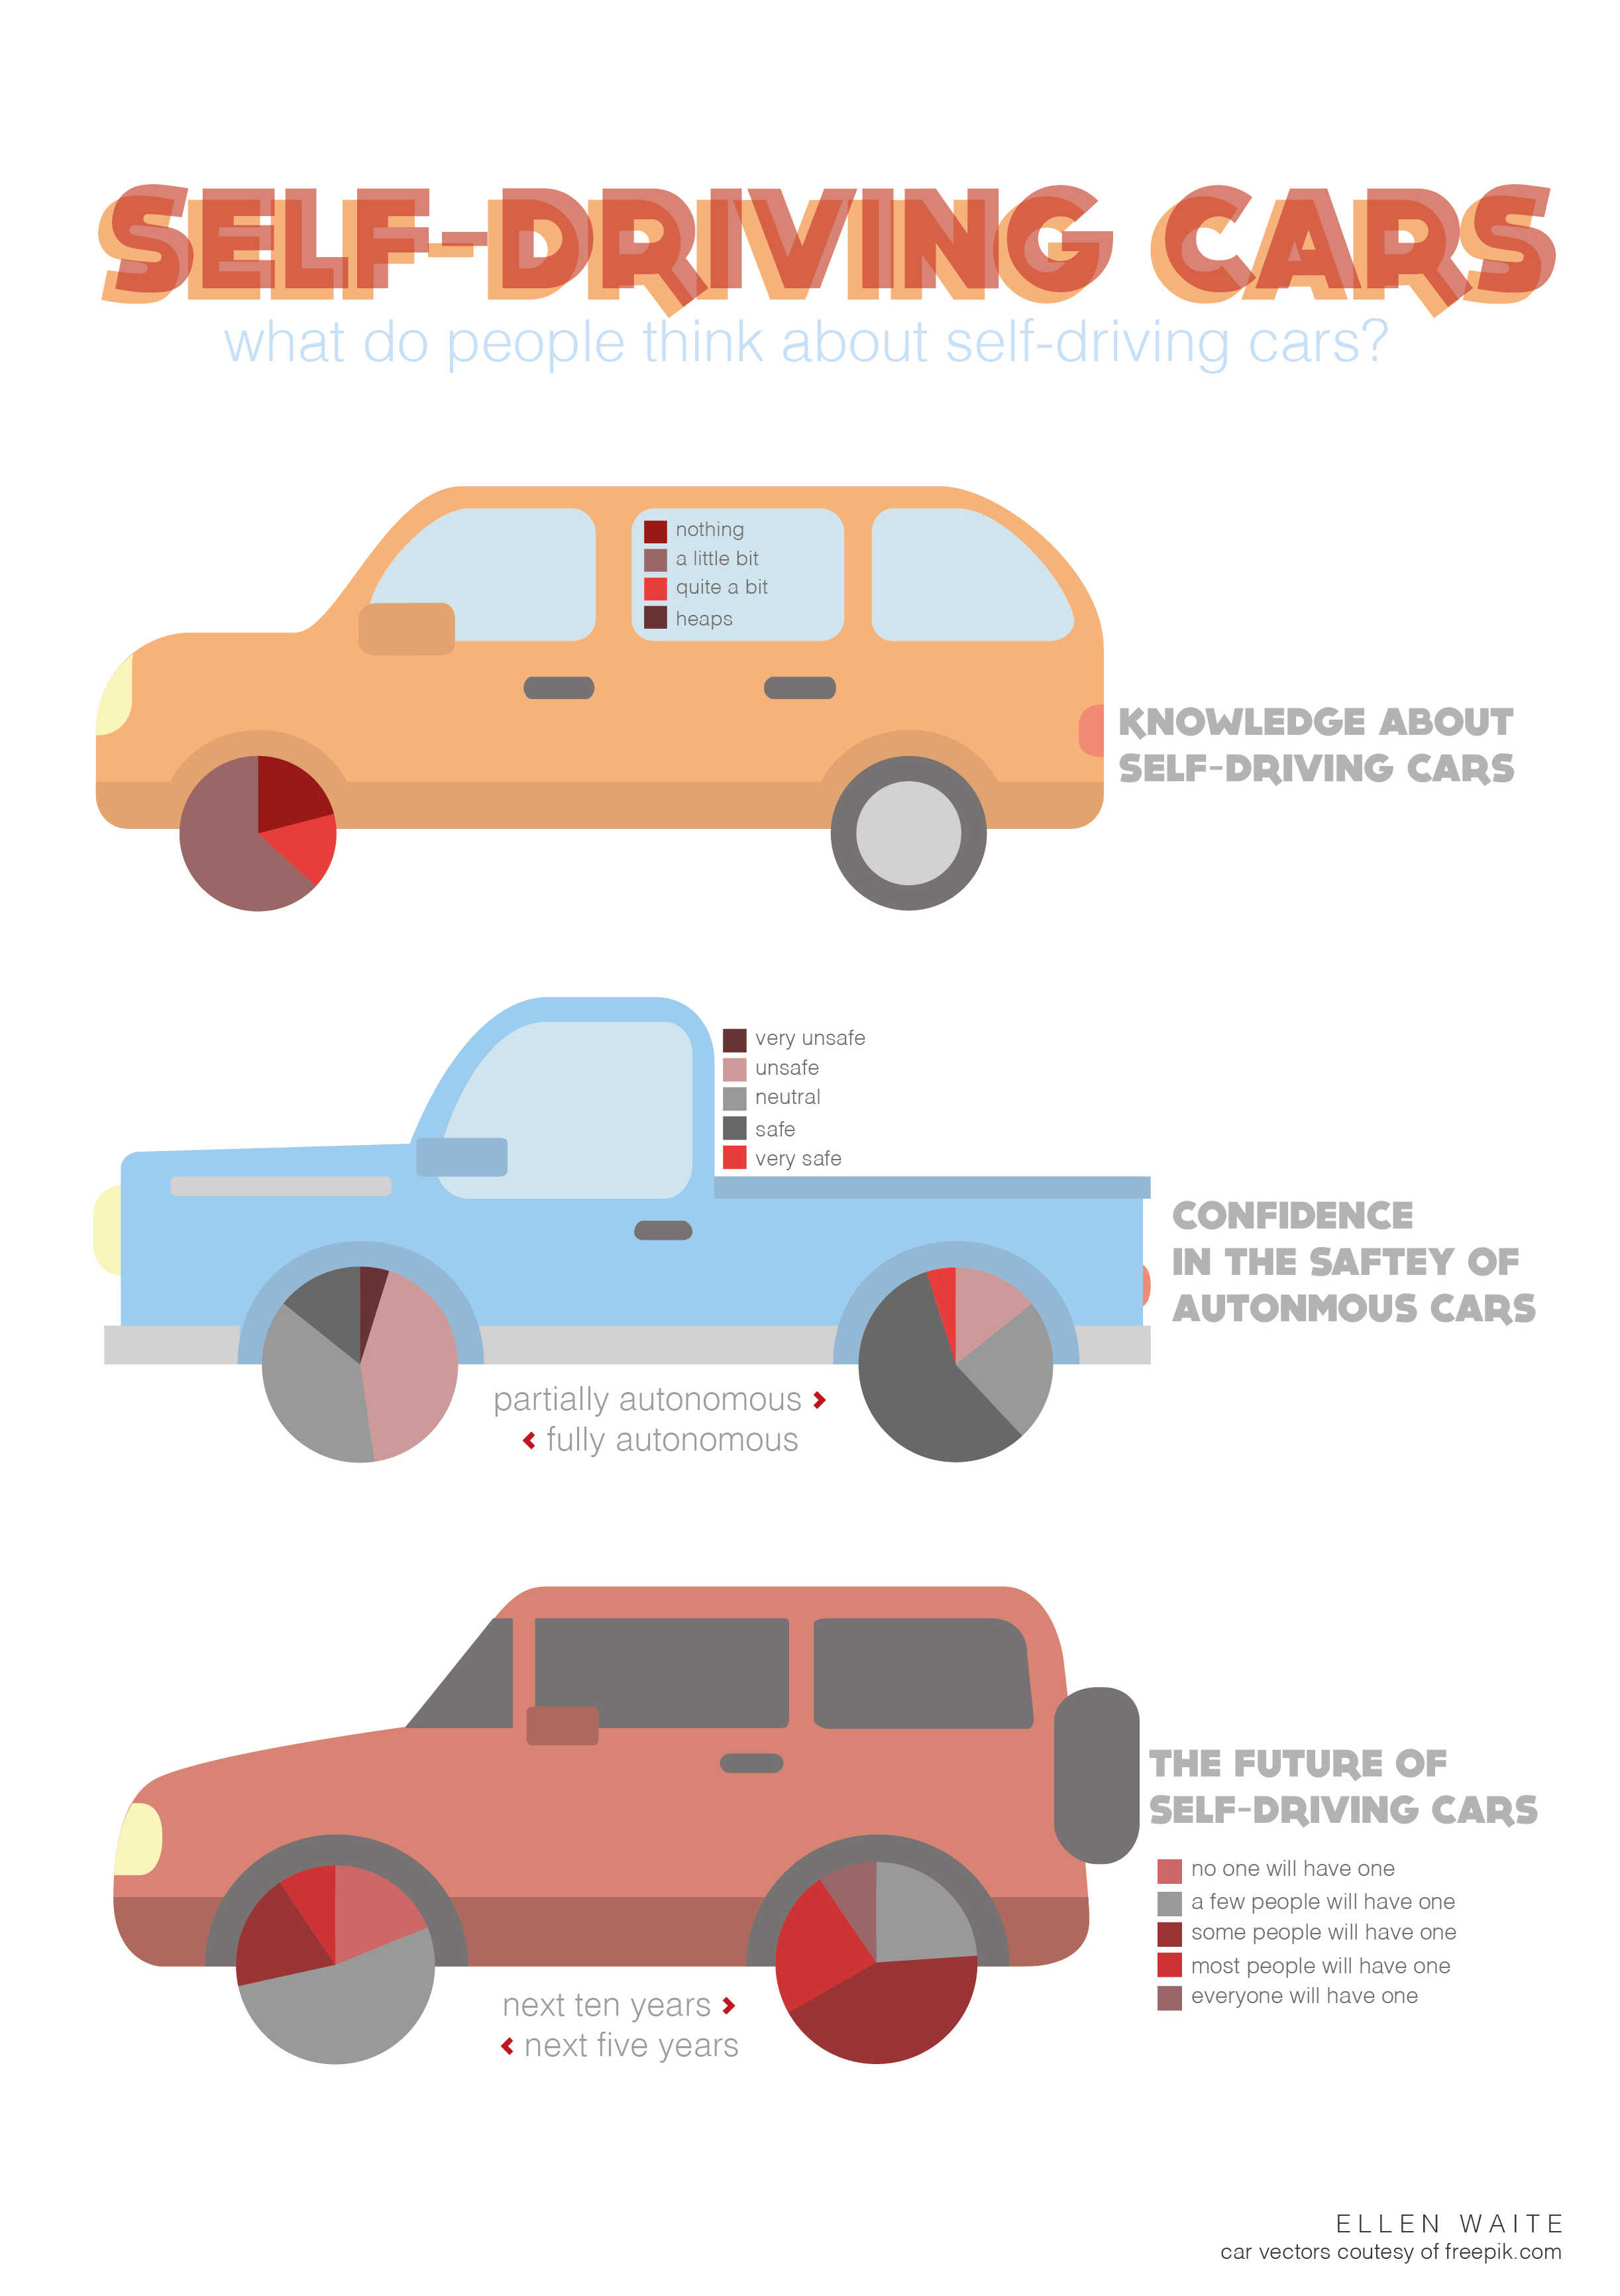 SELF-DRIVING CARS
what do people think about self-driving cars?
nothing
a little bit
quite a bit
heaps
KNOWLEDGE ABOUT
SELF-DRIVING CARS
very unsafe
unsafe
neutral
safe
very safe
CONFIDENCE
IN THE SAFTEY OF
AUTONMOUS CARS
partially autonomous >
< fully autonomous
THE FUTURE OF
SELF-DRIVING CARS
no one will have one
a few people will have one
some people will have one
most people will have one
everyone will have one
next ten years >
< next five years
ELLEN WAITE
car vectors coutesy of freepik.com